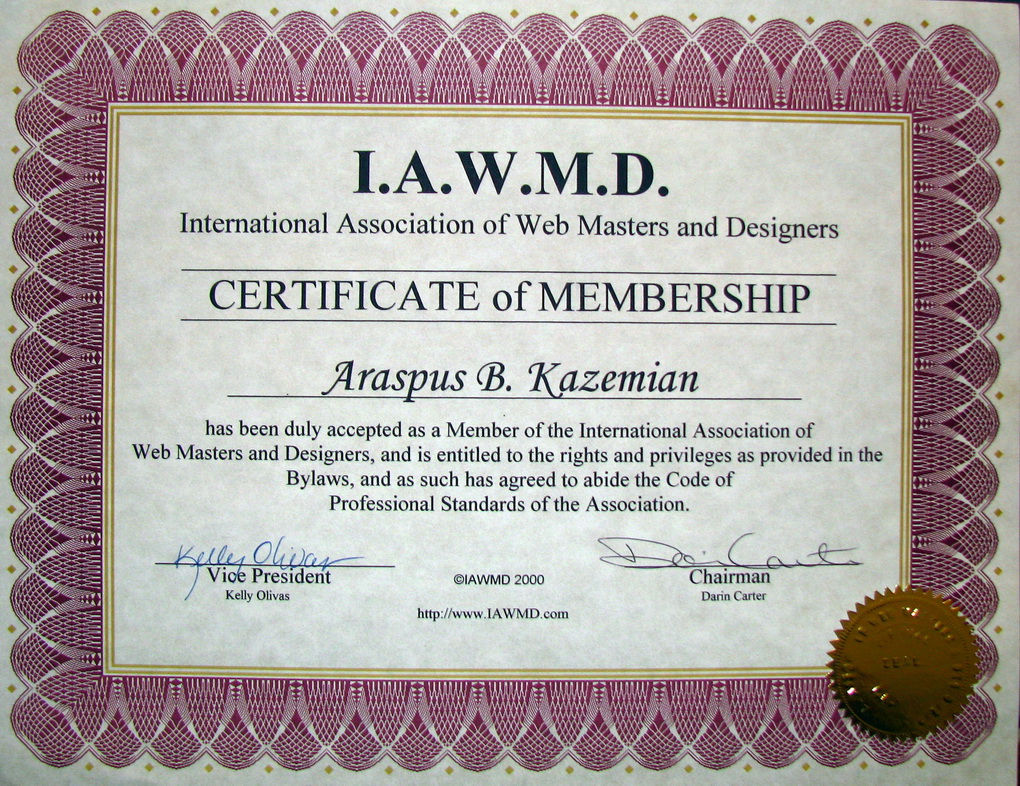 I.A.W.M.D.
International Association of Web Masters and Designers
CERTIFICATE of MEMBERSHIP
Araspus B. Kazemian
has been duly accepted as a Member of the International Association of
Web Masters and Designers, and is entitled to the rights and privileges as provided in the
Bylaws, and as such has agreed to abide the Code of
Professional Standards of the Association.
Kelly Olivas
Vice President
Kelly Olivas
©IAWMD 2000
http://www.IAWMD.com
Darin Carter
Chairman
Darin Carter